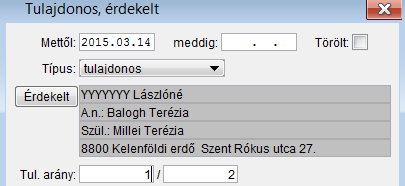 Tulajdonos, érdekelt
Mettől: 2015.03.14 meddig: . . Törölt:
Típus: tulajdonos
Érdekelt YYYYYYY Lászlóné
A.n.: Balogh Terézia
Szül.: Millei Terézia
8800 Kelenföldi erdő Szent Rókus utca 27.
Tul. arány: 1 / 2